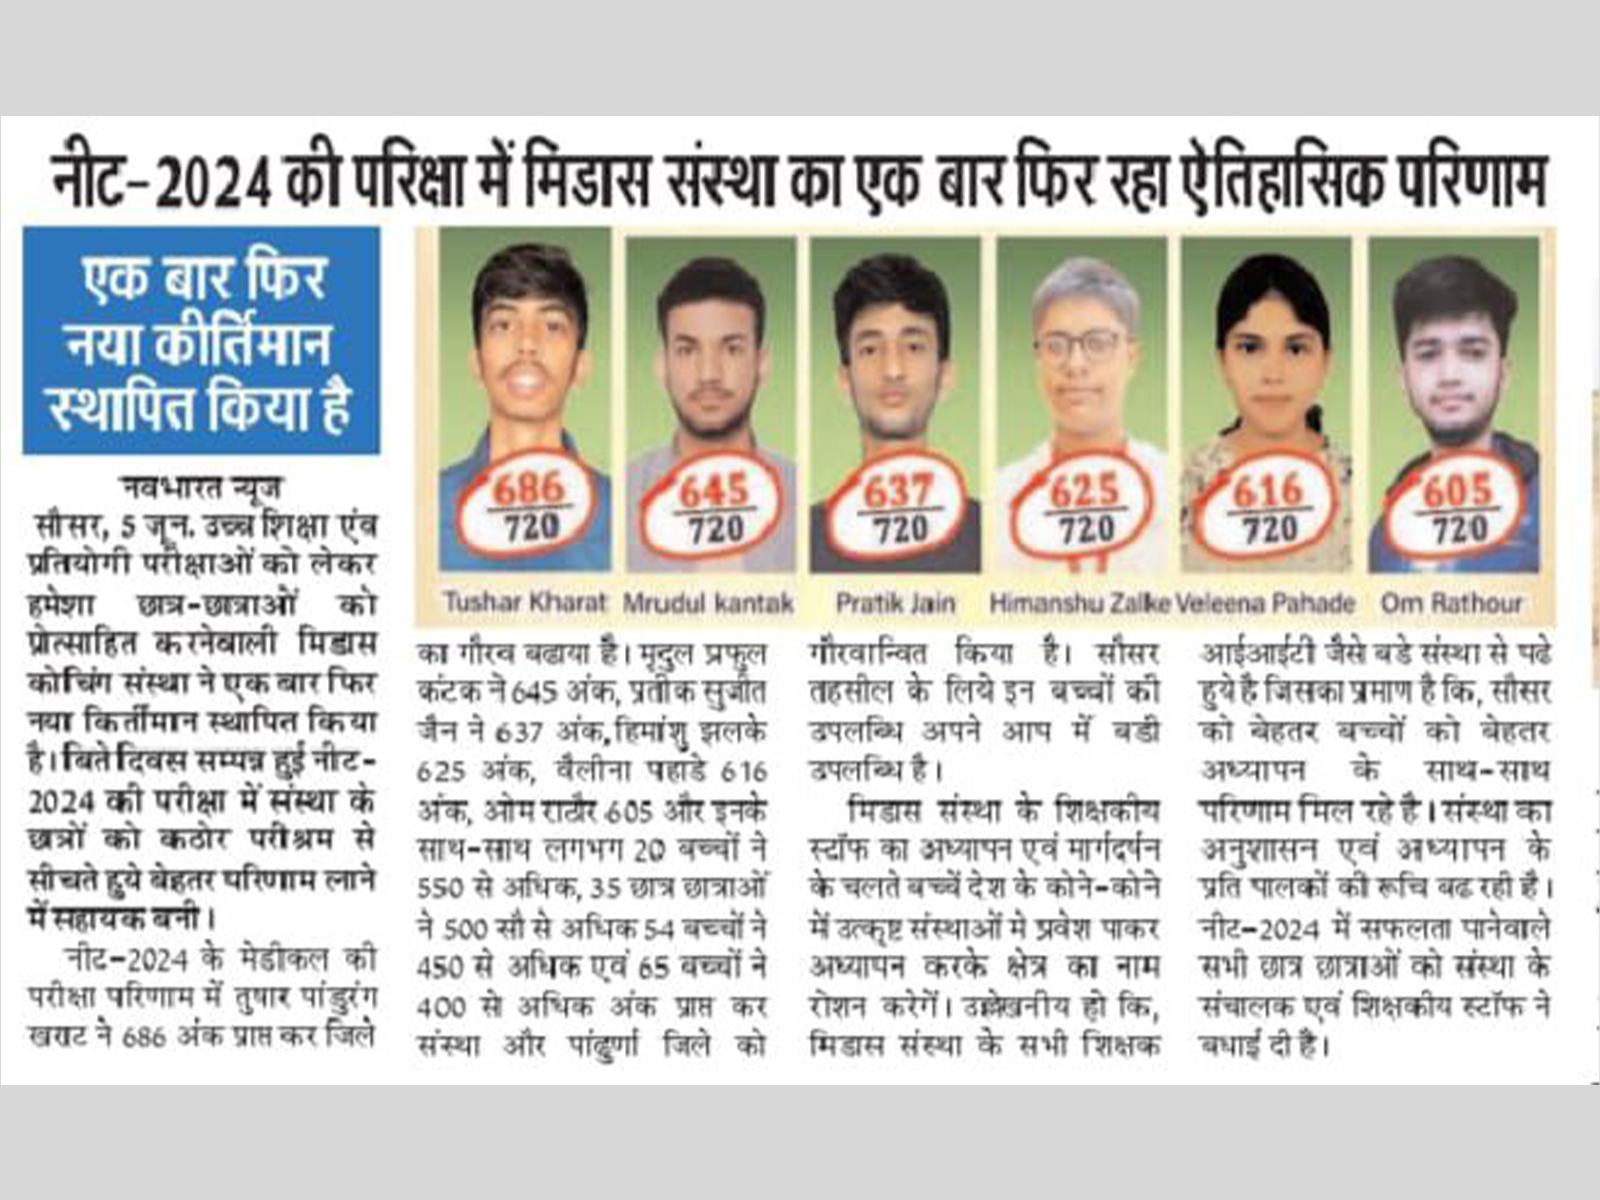 नीट-2024 की परिक्षा में मिडास संस्था का एक बार फिर रहा ऐतिहासिक परिणाम
एक बार फिर
नया कीर्तिमान
स्थापित किया है
नवभारत न्यूज
सौसर, 5 जून. उच्च शिक्षा एंव
प्रतियोगी परीक्षाओं को लेकर
हमेशा छात्र-छात्राओं को
प्रोत्साहित करनेवाली मिडास
कोचिंग संस्था ने एक बार फिर
नया किर्तीमान स्थापित किया
है। बिते दिवस सम्पन्न हुई नीट-
2024 की परीक्षा में संस्था के
छत्रों को कठोर परीश्रम से
सीचते हुये बेहतर परिणाम लाने
में सहायक बनी।
नीट-2024 के मेडीकल की
परीक्षा परिणाम में तुषार पांडुरंग
खराट ने 686 अंक प्राप्त कर जिले
686
720
645
720
637
720
625
720
616
720
605
720
Tushar Kharat Mrudul kantak Pratik Jain Himanshu Zalke Veleena Pahade Om Rathour
का गौरव बढाया है। मृदुल प्रफुल
कंटक ने 645 अंक, प्रतीक सुजीत
जैन ने 637 अंक, हिमांशु झलके
625 अंक, वैलीना पहाडे 616
अंक, ओम राठौर 605 और इनके
साथ-साथ लगभग 20 बच्चों ने
550 से अधिक, 35 छात्र छात्राओं
ने 500 सौ से अधिक 54 बच्चों ने
450 से अधिक एवं 65 बच्चों ने
400 से अधिक अंक प्राप्त कर
संस्था और पांढुर्णा जिले को
गौरवान्वित किया है। सौसर
तहसील के लिये इन बच्चों की
उपलब्धि अपने आप में बडी
उपलब्धि है।
मिडास संस्था के शिक्षकीय
स्टॉफ का अध्यापन एवं मार्गदर्षन
के चलते बच्चें देश के कोने-कोने
में उत्कृष्ट संस्थाओं मे प्रवेश पाकर
अध्यापन करके क्षेत्र का नाम
रोशन करेगें। उल्लेखनीय हो कि,
मिडास संस्था के सभी शिक्षक
आईआईटी जैसे बडे संस्था से पढे
हुये है जिसका प्रमाण है कि, सौसर
को बेहतर बच्चों को बेहतर
अध्यापन के साथ-साथ
परिणाम मिल रहे है। संस्था का
अनुशासन एवं अध्यापन के
प्रति पालकों की रूचि बढ रही है।
नीट-2024 में सफलता पानेवाले
सभी छात्र छात्राओं को संस्था के
संचालक एवं शिक्षकीय स्टॉफ ने
बधाई दी है।